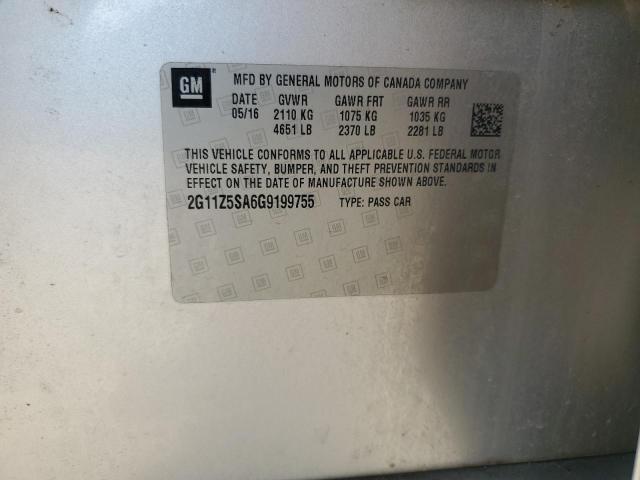 GM ®
MFD BY GENERAL MOTORS OF CANADA COMPANY
DATE GVWR GAWR FRT GAWR RR
05/16 2110 KG 1075 KG 1035 KG
4651 LB 2370 LB 2281 LB
THIS VEHICLE CONFORMS TO ALL APPLICABLE U.S. FEDERAL MOTOR
VEHICLE SAFETY, BUMPER, AND THEFT PREVENTION STANDARDS IN
EFFECT ON THE DATE OF MANUFACTURE SHOWN ABOVE.
2G11Z5SA6G9199755 TYPE: PASS CAR